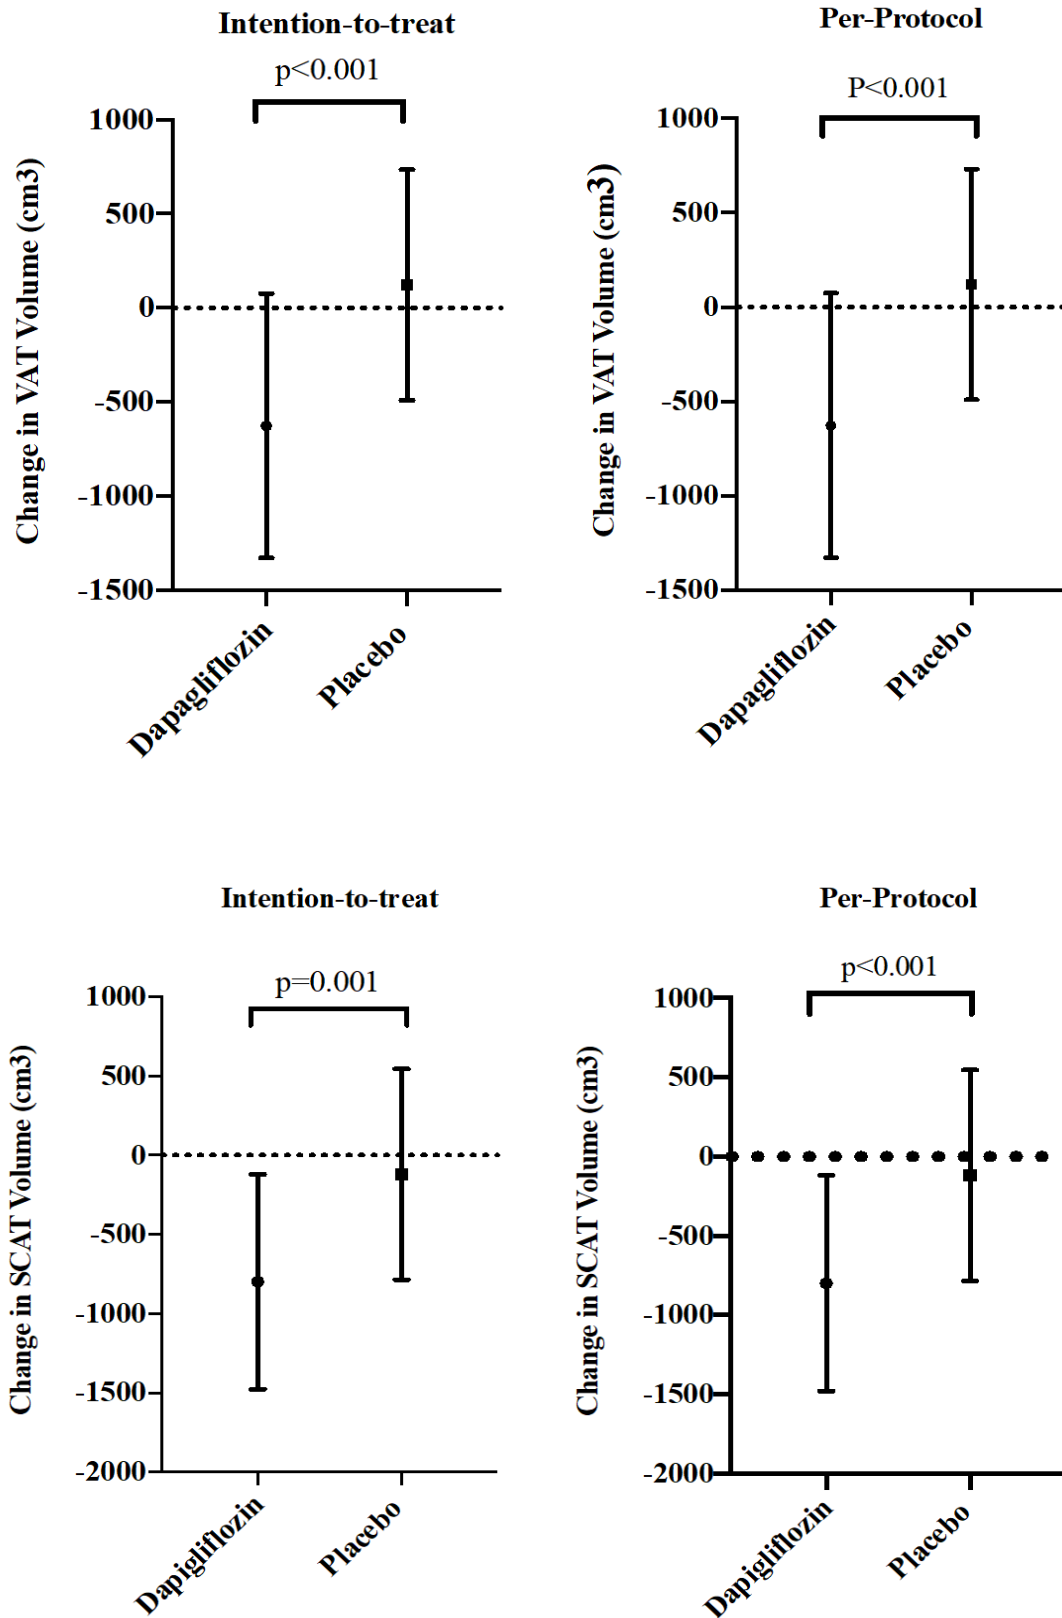 Intention-to-treat
p<0.001
1000
500
0
-500
-1000
-1500
Change in VAT Volume (cm3)
Dapagliflozin
Placebo
Per-Protocol
P<0.001
1000
500
0
-500
-1000
-1500
Change in VAT Volume (cm3)
Dapagliflozin
Placebo
Intention-to-treat
p=0.001
1000
500
0
-500
-1000
-1500
-2000
Change in SCAT Volume (cm3)
Dapigliflozin
Placebo
Per-Protocol
p<0.001
1000
500
0
-500
-1000
-1500
-2000
Change in SCAT Volume (cm3)
Dapigliflozin
Placebo